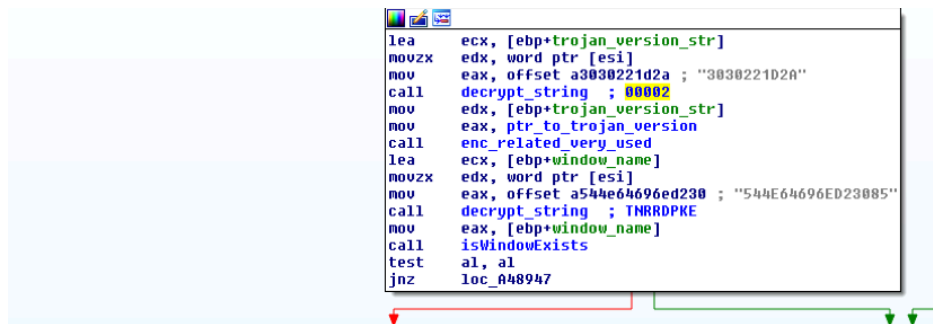 lea ecx, [ebp+trojan_version_str]
movzx edx, word ptr [esi]
mov eax, offset a3030221d2a ; "3030221D2A"
call decrypt_string ; 00002
mov edx, [ebp+trojan_version_str]
mov eax, ptr_to_trojan_version
call enc_related_very_used
lea ecx, [ebp+window_name]
movzx edx, word ptr [esi]
mov eax, offset a544e64696ed230 ; "544E64696ED23085"
call decrypt_string ; TNRRDPKE
mov eax, [ebp+window_name]
call isWindowExists
test al, al
jnz loc_A48947